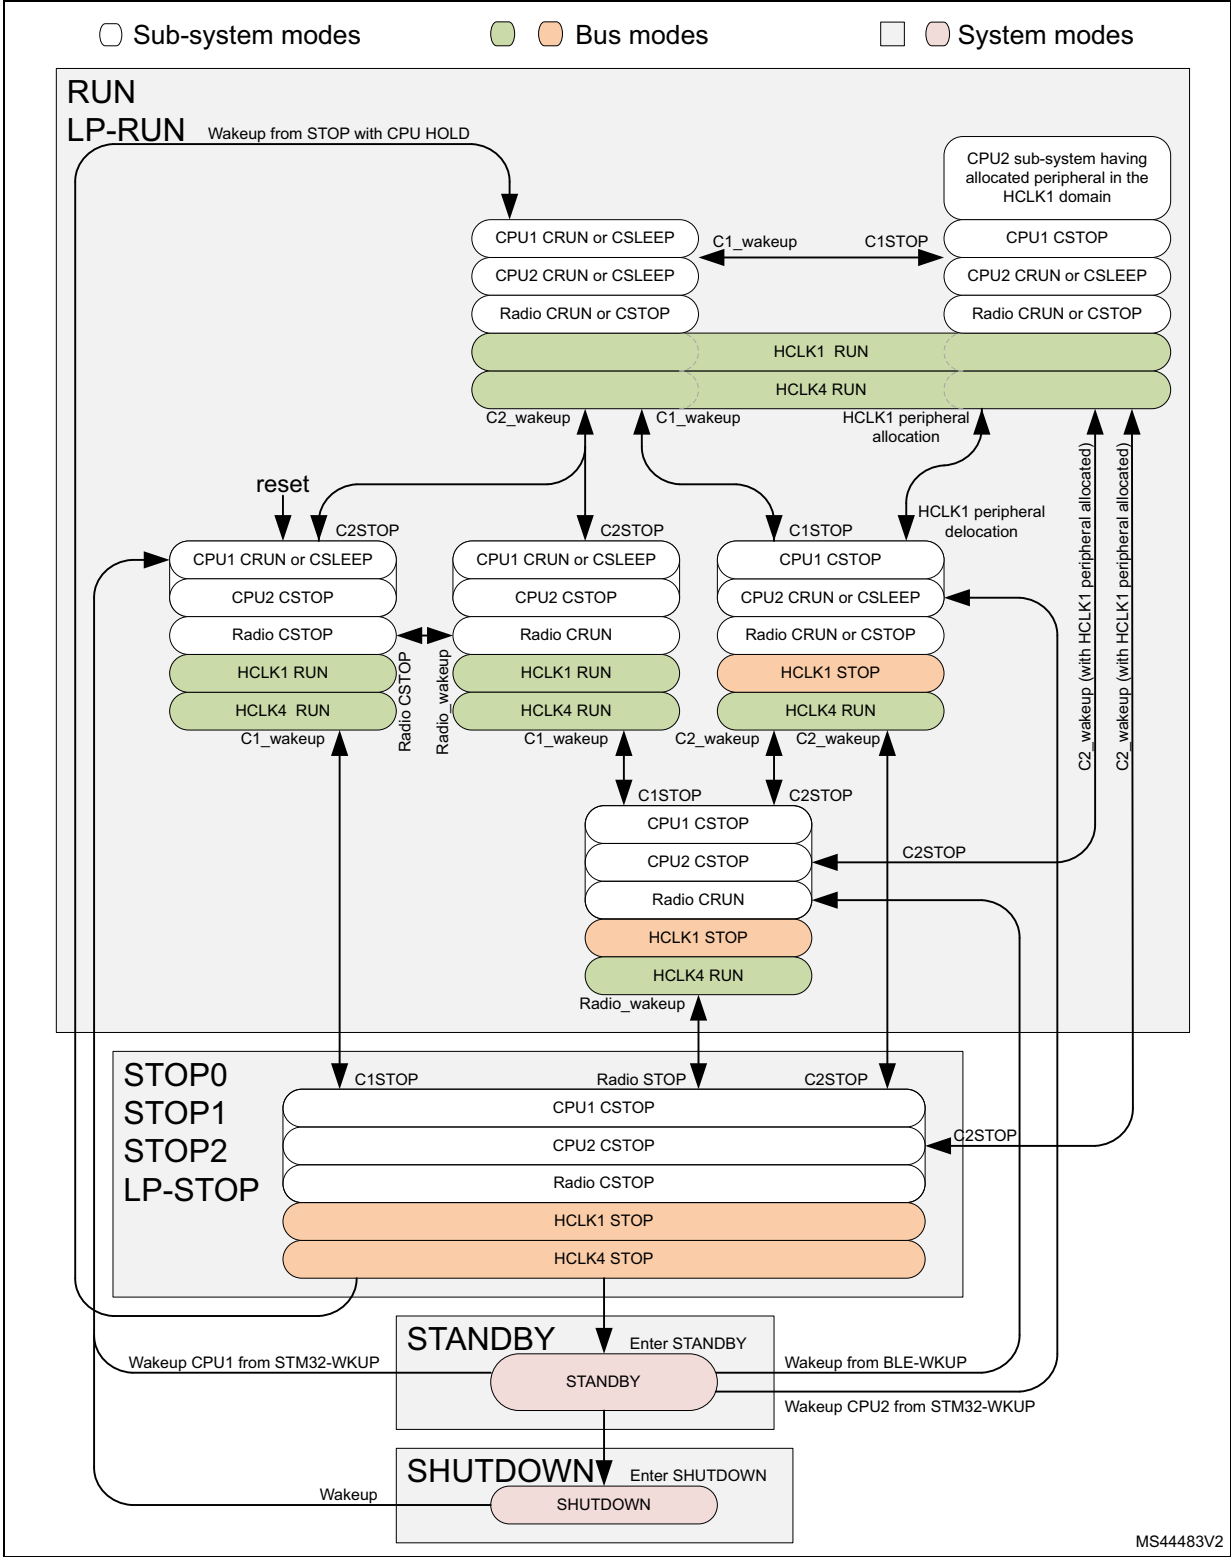 Sub-system modes
Bus modes
System modes
RUN
LP-RUN
Wakeup from STOP with CPU HOLD
CPU2 sub-system having
allocated peripheral in the
HCLK1 domain
CPU1 CRUN or CSLEEP
C1_wakeup
C1STOP
CPU1 CSTOP
CPU2 CRUN or CSLEEP
CPU2 CRUN or CSLEEP
Radio CRUN or CSTOP
Radio CRUN or CSTOP
HCLK1 RUN
HCLK4 RUN
C2_wakeup
C1_wakeup
HCLK1 peripheral
allocation
C2_wakeup (with HCLK1 peripheral allocated)
C2_wakeup (with HCLK1 peripheral allocated)
reset
C2STOP
C2STOP
C1STOP
HCLK1 peripheral
delocation
CPU1 CRUN or CSLEEP
CPU2 CSTOP
Radio CSTOP
HCLK1 RUN
HCLK4 RUN
C1_wakeup
Radio CSTOP
Radio_wakeup
CPU1 CRUN or CSLEEP
CPU2 CSTOP
Radio CRUN
HCLK1 RUN
HCLK4 RUN
C1_wakeup
CPU1 CSTOP
CPU2 CRUN or CSLEEP
Radio CRUN or CSTOP
HCLK1 STOP
HCLK4 RUN
C2_wakeup
C2_wakeup
C1STOP
C2STOP
CPU1 CSTOP
CPU2 CSTOP
Radio CRUN
HCLK1 STOP
HCLK4 RUN
C2STOP
Radio_wakeup
STOP0
STOP1
STOP2
LP-STOP
C1STOP
Radio STOP
C2STOP
CPU1 CSTOP
CPU2 CSTOP
Radio CSTOP
HCLK1 STOP
HCLK4 STOP
C2STOP
STANDBY
Enter STANDBY
Wakeup CPU1 from STM32-WKUP
STANDBY
Wakeup from BLE-WKUP
Wakeup CPU2 from STM32-WKUP
SHUTDOWN
Enter SHUTDOWN
Wakeup
SHUTDOWN
MS44483V2